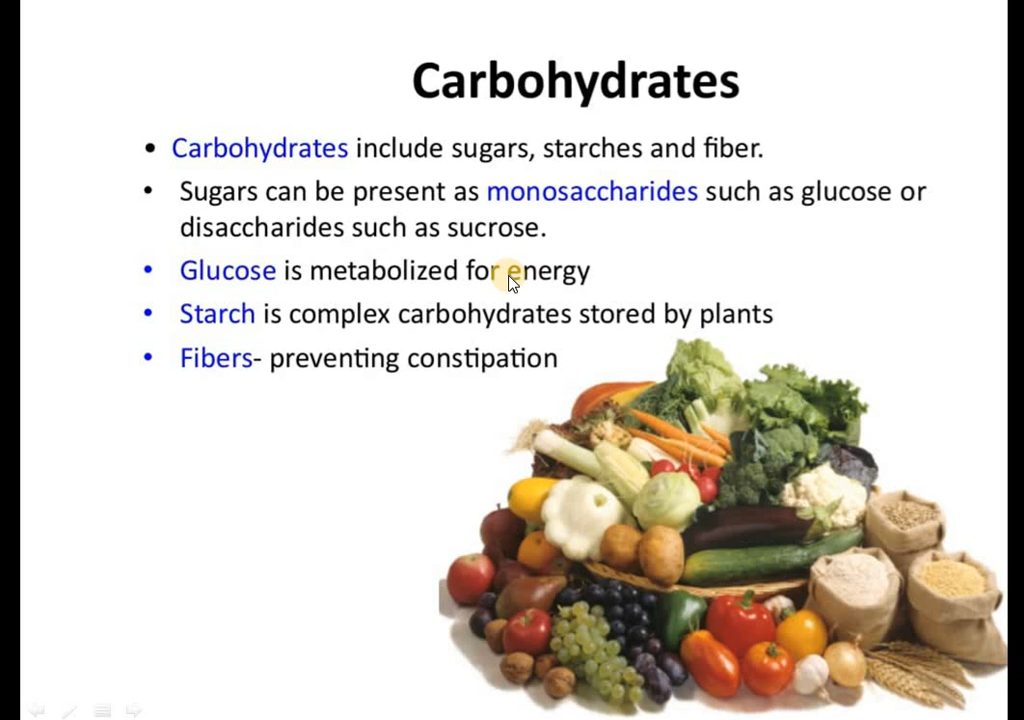 Carbohydrates
• Carbohydrates include sugars, starches and fiber.
• Sugars can be present as monosaccharides such as glucose or
disaccharides such as sucrose.
• Glucose is metabolized for energy
• Starch is complex carbohydrates stored by plants
• Fibers- preventing constipation